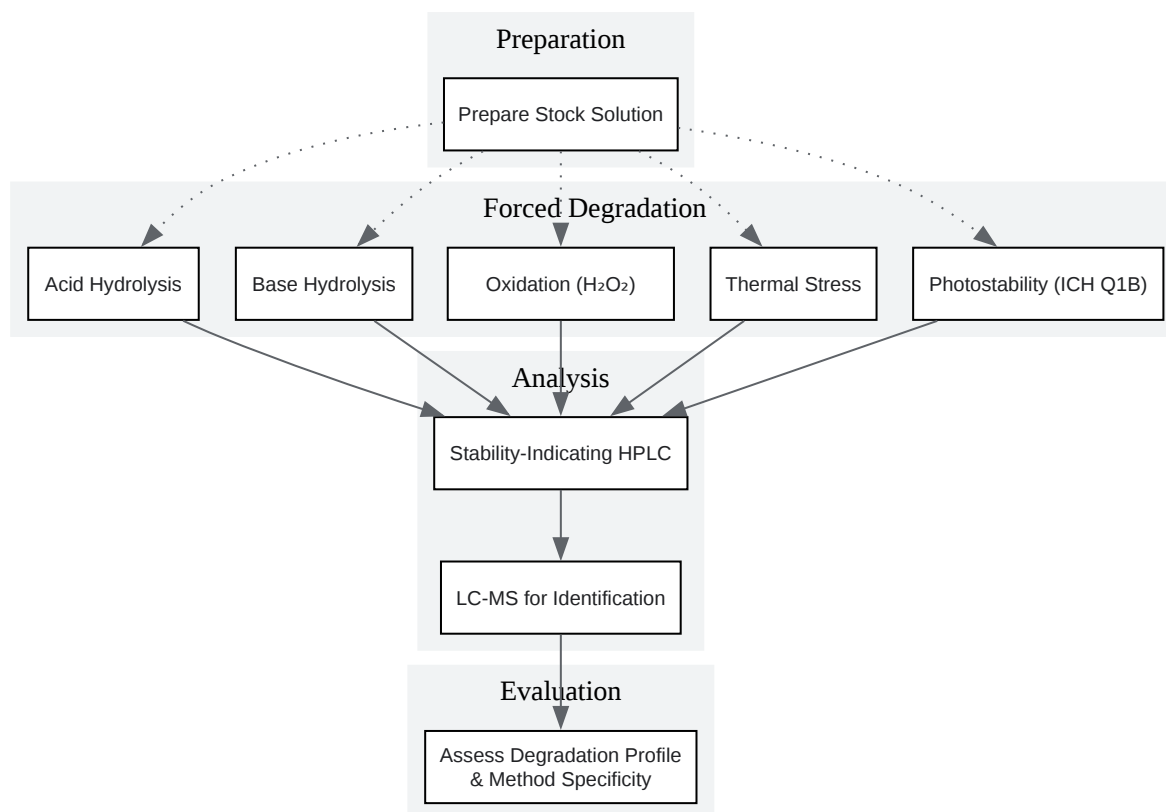 Preparation
Prepare Stock Solution
Forced Degradation
Acid Hydrolysis
Base Hydrolysis
Oxidation (H₂O₂)
Thermal Stress
Photostability (ICH Q1B)
Analysis
Stability-Indicating HPLC
LC-MS for Identification
Evaluation
Assess Degradation Profile
& Method Specificity